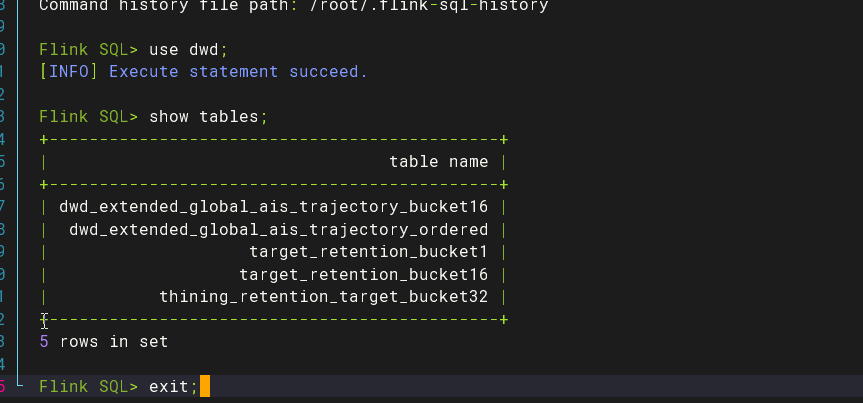 8 Command history file path: /root/.flink-sql-history
9
0 Flink SQL> use dwd;
1 [INFO] Execute statement succeed.
2
3 Flink SQL> show tables;
4 +---------------------------------------------+
5 | table name |
6 +---------------------------------------------+
7 | dwd_extended_global_ais_trajectory_bucket16 |
8 | dwd_extended_global_ais_trajectory_ordered |
9 | target_retention_bucket1 |
0 | target_retention_bucket16 |
1 | thining_retention_target_bucket32 |
2 +---------------------------------------------+
3 5 rows in set
4
5 Flink SQL> exit;